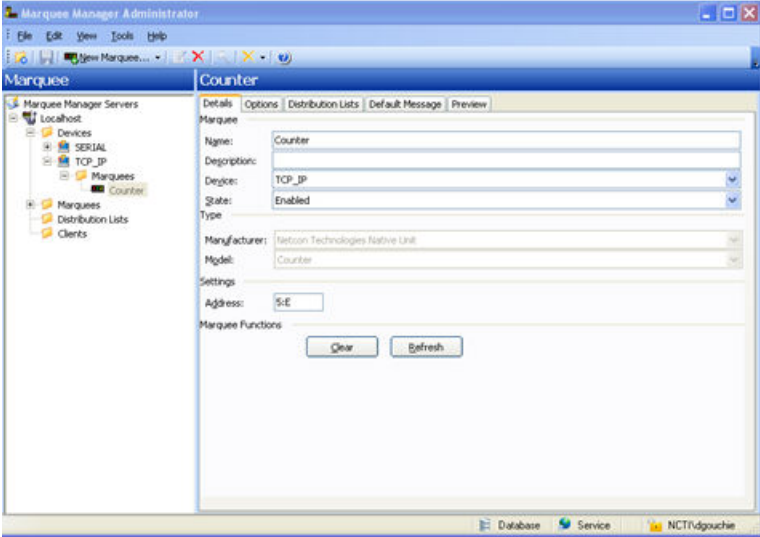 Marquee Manager Administrator
File Edit View Tools Help
New Marquee...
Marquee
Counter
Marquee Manager Servers
Localhost
Devices
SERIAL
TCP_IP
Marquees
Counter
Marquees
Distribution Lists
Clients
Details Options Distribution Lists Default Message Preview
Marquee
Name: Counter
Description:
Device: TCP_IP
State: Enabled
Type
Manufacturer: Netcon Technologies Native Unit
Model: Counter
Settings
Address: S:E
Marquee Functions
Clear Refresh
Database Service NCTI\dgouchie